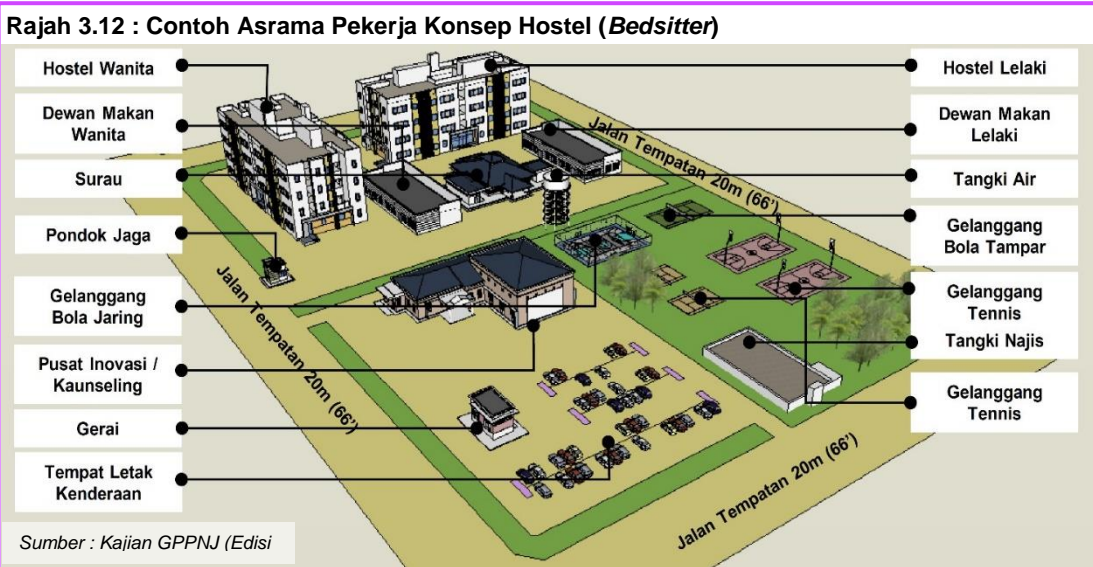 Rajah 3.12 : Contoh Asrama Pekerja Konsep Hostel (Bedsitter)
Hostel Wanita
Dewan Makan
Wanita
Surau
Pondok Jaga
Gelanggang
Bola Jaring
Pusat Inovasi /
Kaunseling
Gerai
Tempat Letak
Kenderaan
Jalan Tempatan 20m (66')
Jalan Tempatan 20m (66')
Jalan Tempatan 20m (66')
Hostel Lelaki
Dewan Makan
Lelaki
Tangki Air
Gelanggang
Bola Tampar
Gelanggang
Tennis
Tangki Najis
Gelanggang
Tennis
Sumber : Kajian GPPNJ (Edisi